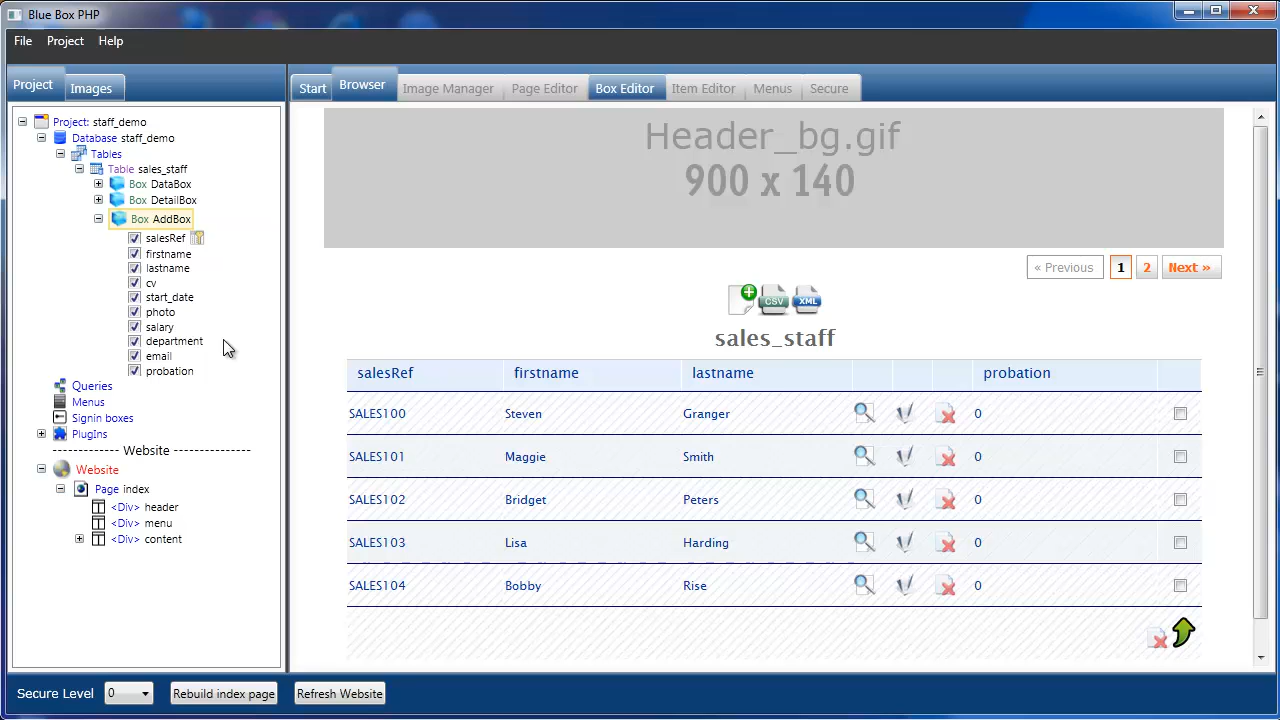 Blue Box PHP
File Project Help
Project Images
Start Browser Image Manager Page Editor Box Editor Item Editor Menus Secure
Project: staff_demo
Database staff_demo
Tables
Table sales_staff
Box DataBox
Box DetailBox
Box AddBox
salesRef
firstname
lastname
cv
start_date
photo
salary
department
email
probation
Queries
Menus
Signin boxes
PlugIns
------------ Website ---------------
Website
Page index
<Div> header
<Div> menu
<Div> content
Header_bg.gif
900 x 140
« Previous 1 2 Next »
CSV XML
sales_staff
salesRef firstname lastname probation
SALES100 Steven Granger 0
SALES101 Maggie Smith 0
SALES102 Bridget Peters 0
SALES103 Lisa Harding 0
SALES104 Bobby Rise 0
Secure Level 0 Rebuild index page Refresh Website